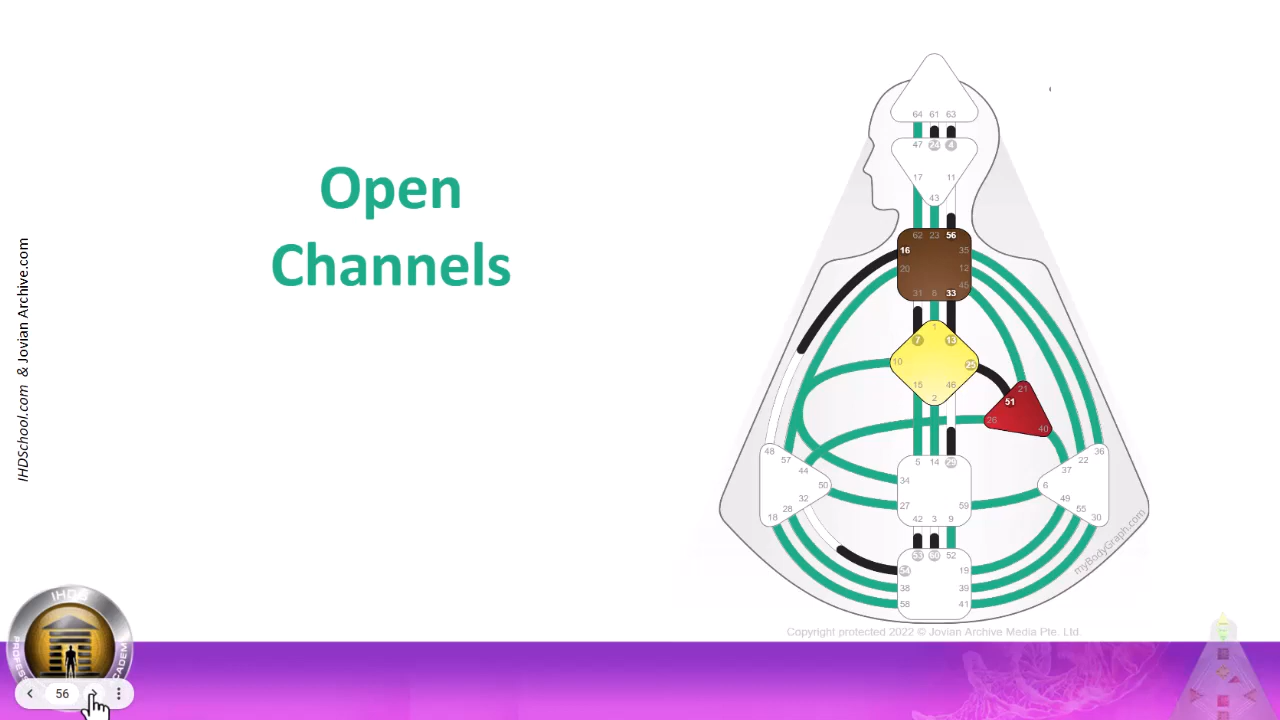 Open
Channels
IHDSchool.com & Jovian Archive.com
64 61 63
47 24 4
17 11
43
62 23 56
16 35
20 12
45
31 8 33
1
7 13
10 25
15 46
2
21
51
26
40
48
57
44
50
32
28
18
5 14 29
34
27 59
42 3 9
36
22
37
6
49
55
30
53 60 52
54 19
38 39
58 41
myBodyGraph.com
Copyright protected 2022 © Jovian Archive Media Pte. Ltd.
IHDS
56